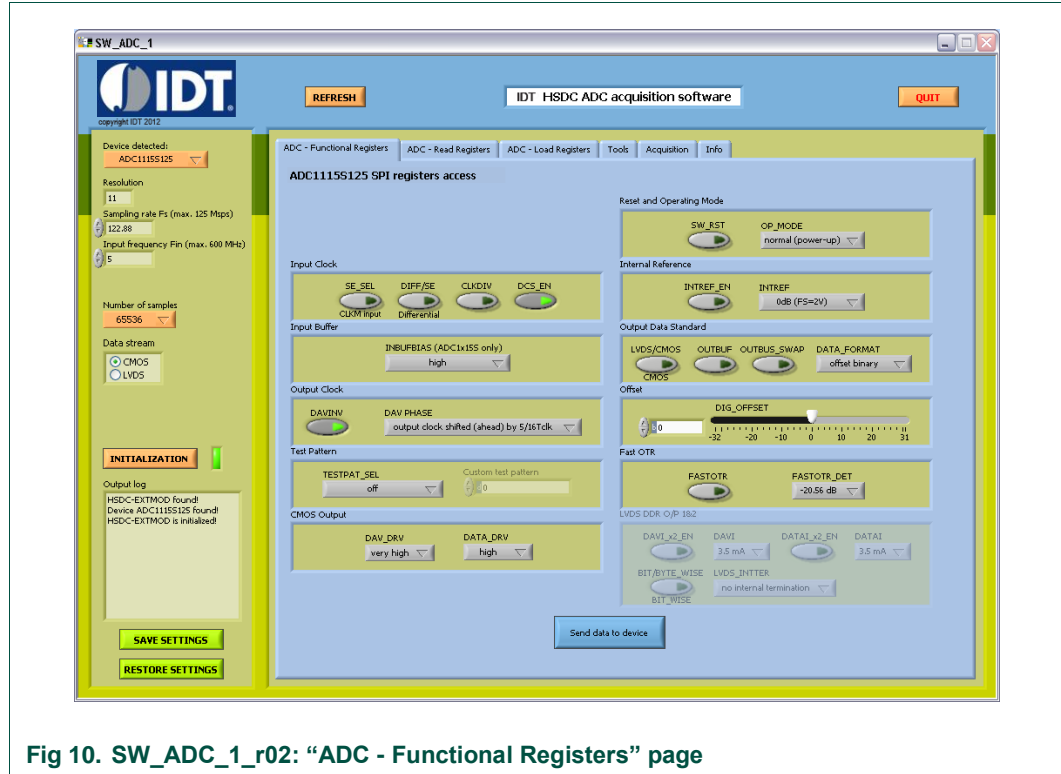 SW_ADC_1
IDT.
copyright IDT 2012
REFRESH
IDT HSDC ADC acquisition software
QUIT
Device detected:
ADC1115S125
Resolution
11
Sampling rate Fs (max. 125 Msps)
122.88
Input frequency Fin (max. 600 MHz)
5
Number of samples
65536
Data stream
CMOS
LVDS
INITIALIZATION
Output log
HSDC-EXTMOD found!
Device ADC1115S125 found!
HSDC-EXTMOD is initialized!
SAVE SETTINGS
RESTORE SETTINGS
ADC - Functional Registers ADC - Read Registers ADC - Load Registers Tools Acquisition Info
ADC1115S125 SPI registers access
Input Clock
SE_SEL DIFF/SE CLKDIV DCS_EN
CLKM input Differential
Input Buffer
INBUFBIAS (ADC1x15S only)
high
Output Clock
DAVINV DAV PHASE
output clock shifted (ahead) by 5/16Tclk
Test Pattern
TESTPAT_SEL Custom test pattern
off 0
CMOS Output
DAV_DRV DATA_DRV
very high high
Reset and Operating Mode
SW_RST OP_MODE
normal (power-up)
Internal Reference
INTREF_EN INTREF
0dB (FS=2V)
Output Data Standard
LVDS/CMOS OUTBUF OUTBUS_SWAP DATA_FORMAT
offset binary
CMOS
Offset
DIG_OFFSET
0
-32 -20 -10 0 10 20 31
Fast OTR
FASTOTR FASTOTR_DET
-20.56 dB
LVDS DDR O/P 1&2
DAVI_x2_EN DAVI DATAI_x2_EN DATAI
3.5 mA 3.5 mA
BIT/BYTE_WISE LVDS_INTTER
no internal termination
BIT_WISE
Send data to device
Fig 10. SW_ADC_1_r02: “ADC - Functional Registers” page